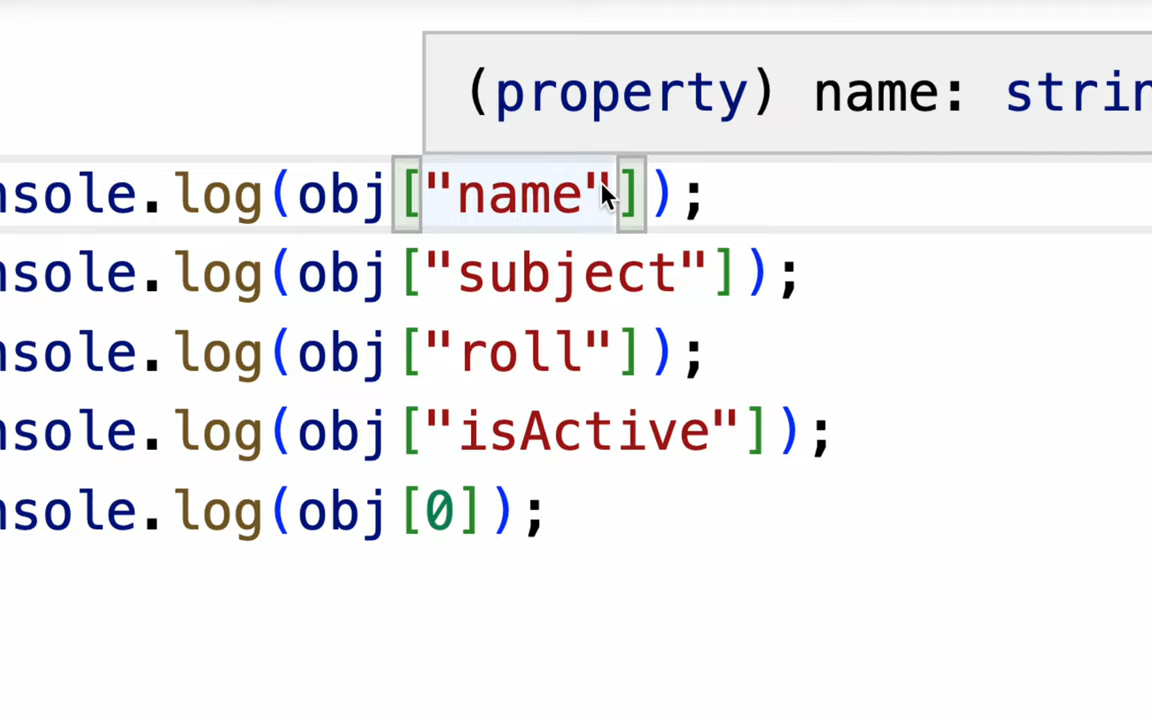 (property) name: strin
nsole.log(obj["name"]);
nsole.log(obj["subject"]);
nsole.log(obj["roll"]);
nsole.log(obj["isActive"]);
nsole.log(obj[0]);